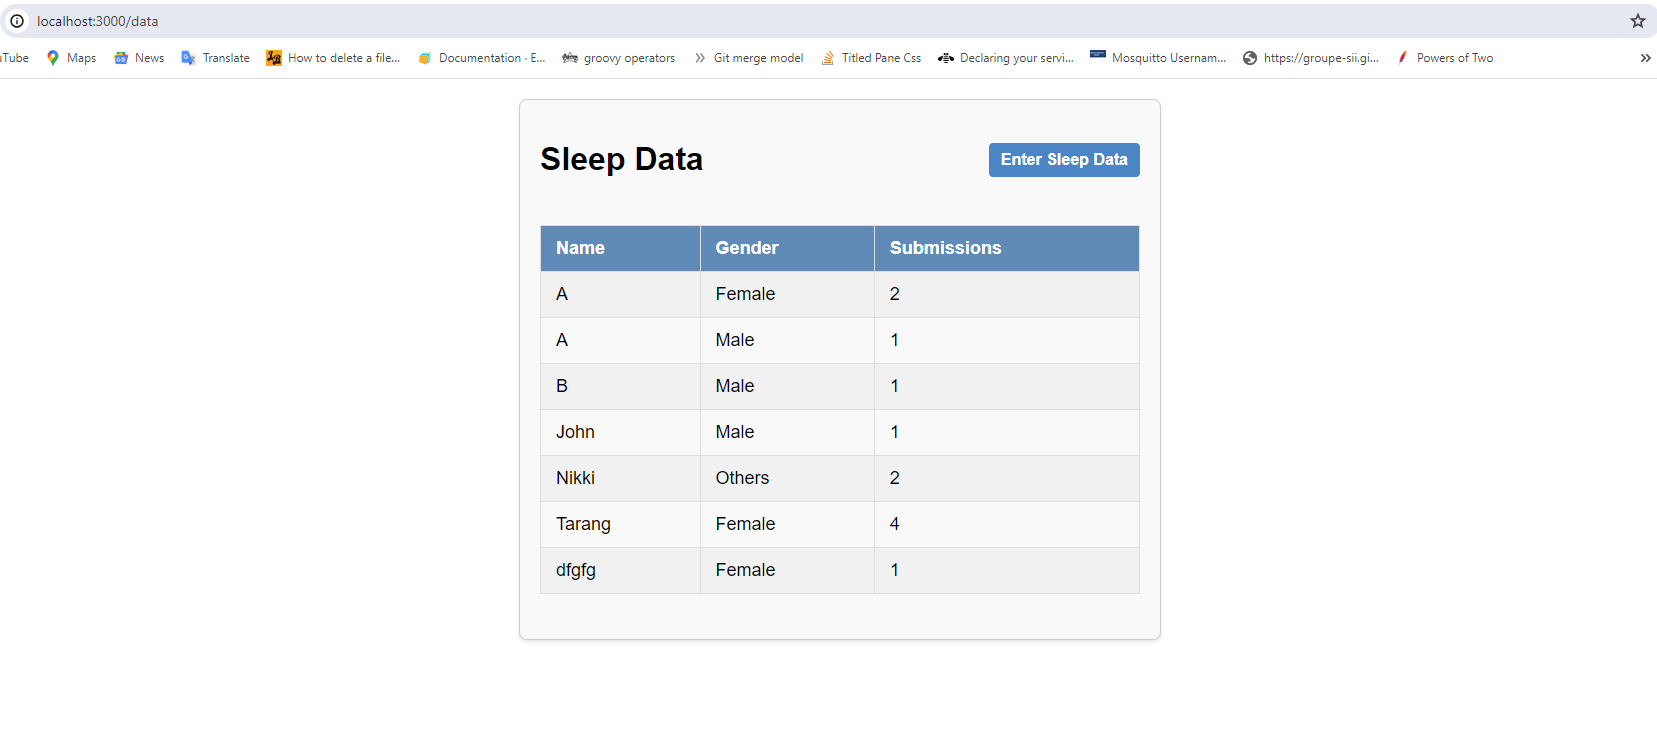 localhost:3000/data
uTube Maps News Translate How to delete a file... Documentation · E... groovy operators Git merge model Titled Pane Css Declaring your servi... Mosquitto Usernam... https://groupe-sii.gi... Powers of Two
Sleep Data Enter Sleep Data
Name Gender Submissions
A Female 2
A Male 1
B Male 1
John Male 1
Nikki Others 2
Tarang Female 4
dfgfg Female 1